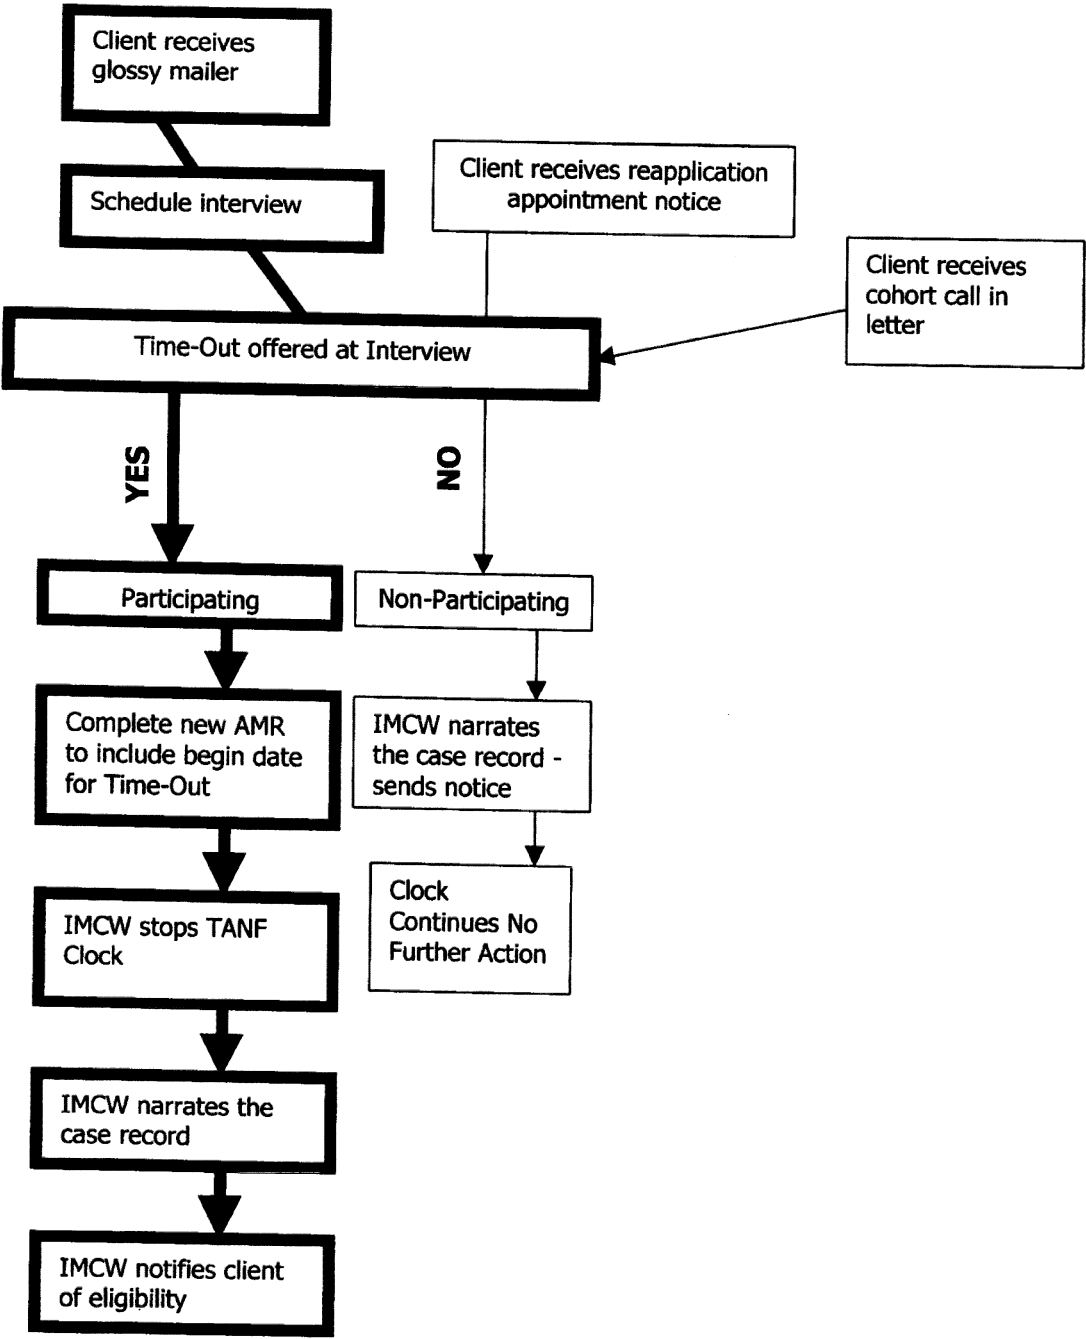 Client receives
glossy mailer
Schedule interview
Client receives reapplication
appointment notice
Client receives
cohort call in
letter
Time-Out offered at Interview
YES
NO
Participating
Non-Participating
Complete new AMR
to include begin date
for Time-Out
IMCW narrates
the case record -
sends notice
IMCW stops TANF
Clock
Clock
Continues No
Further Action
IMCW narrates the
case record
IMCW notifies client
of eligibility